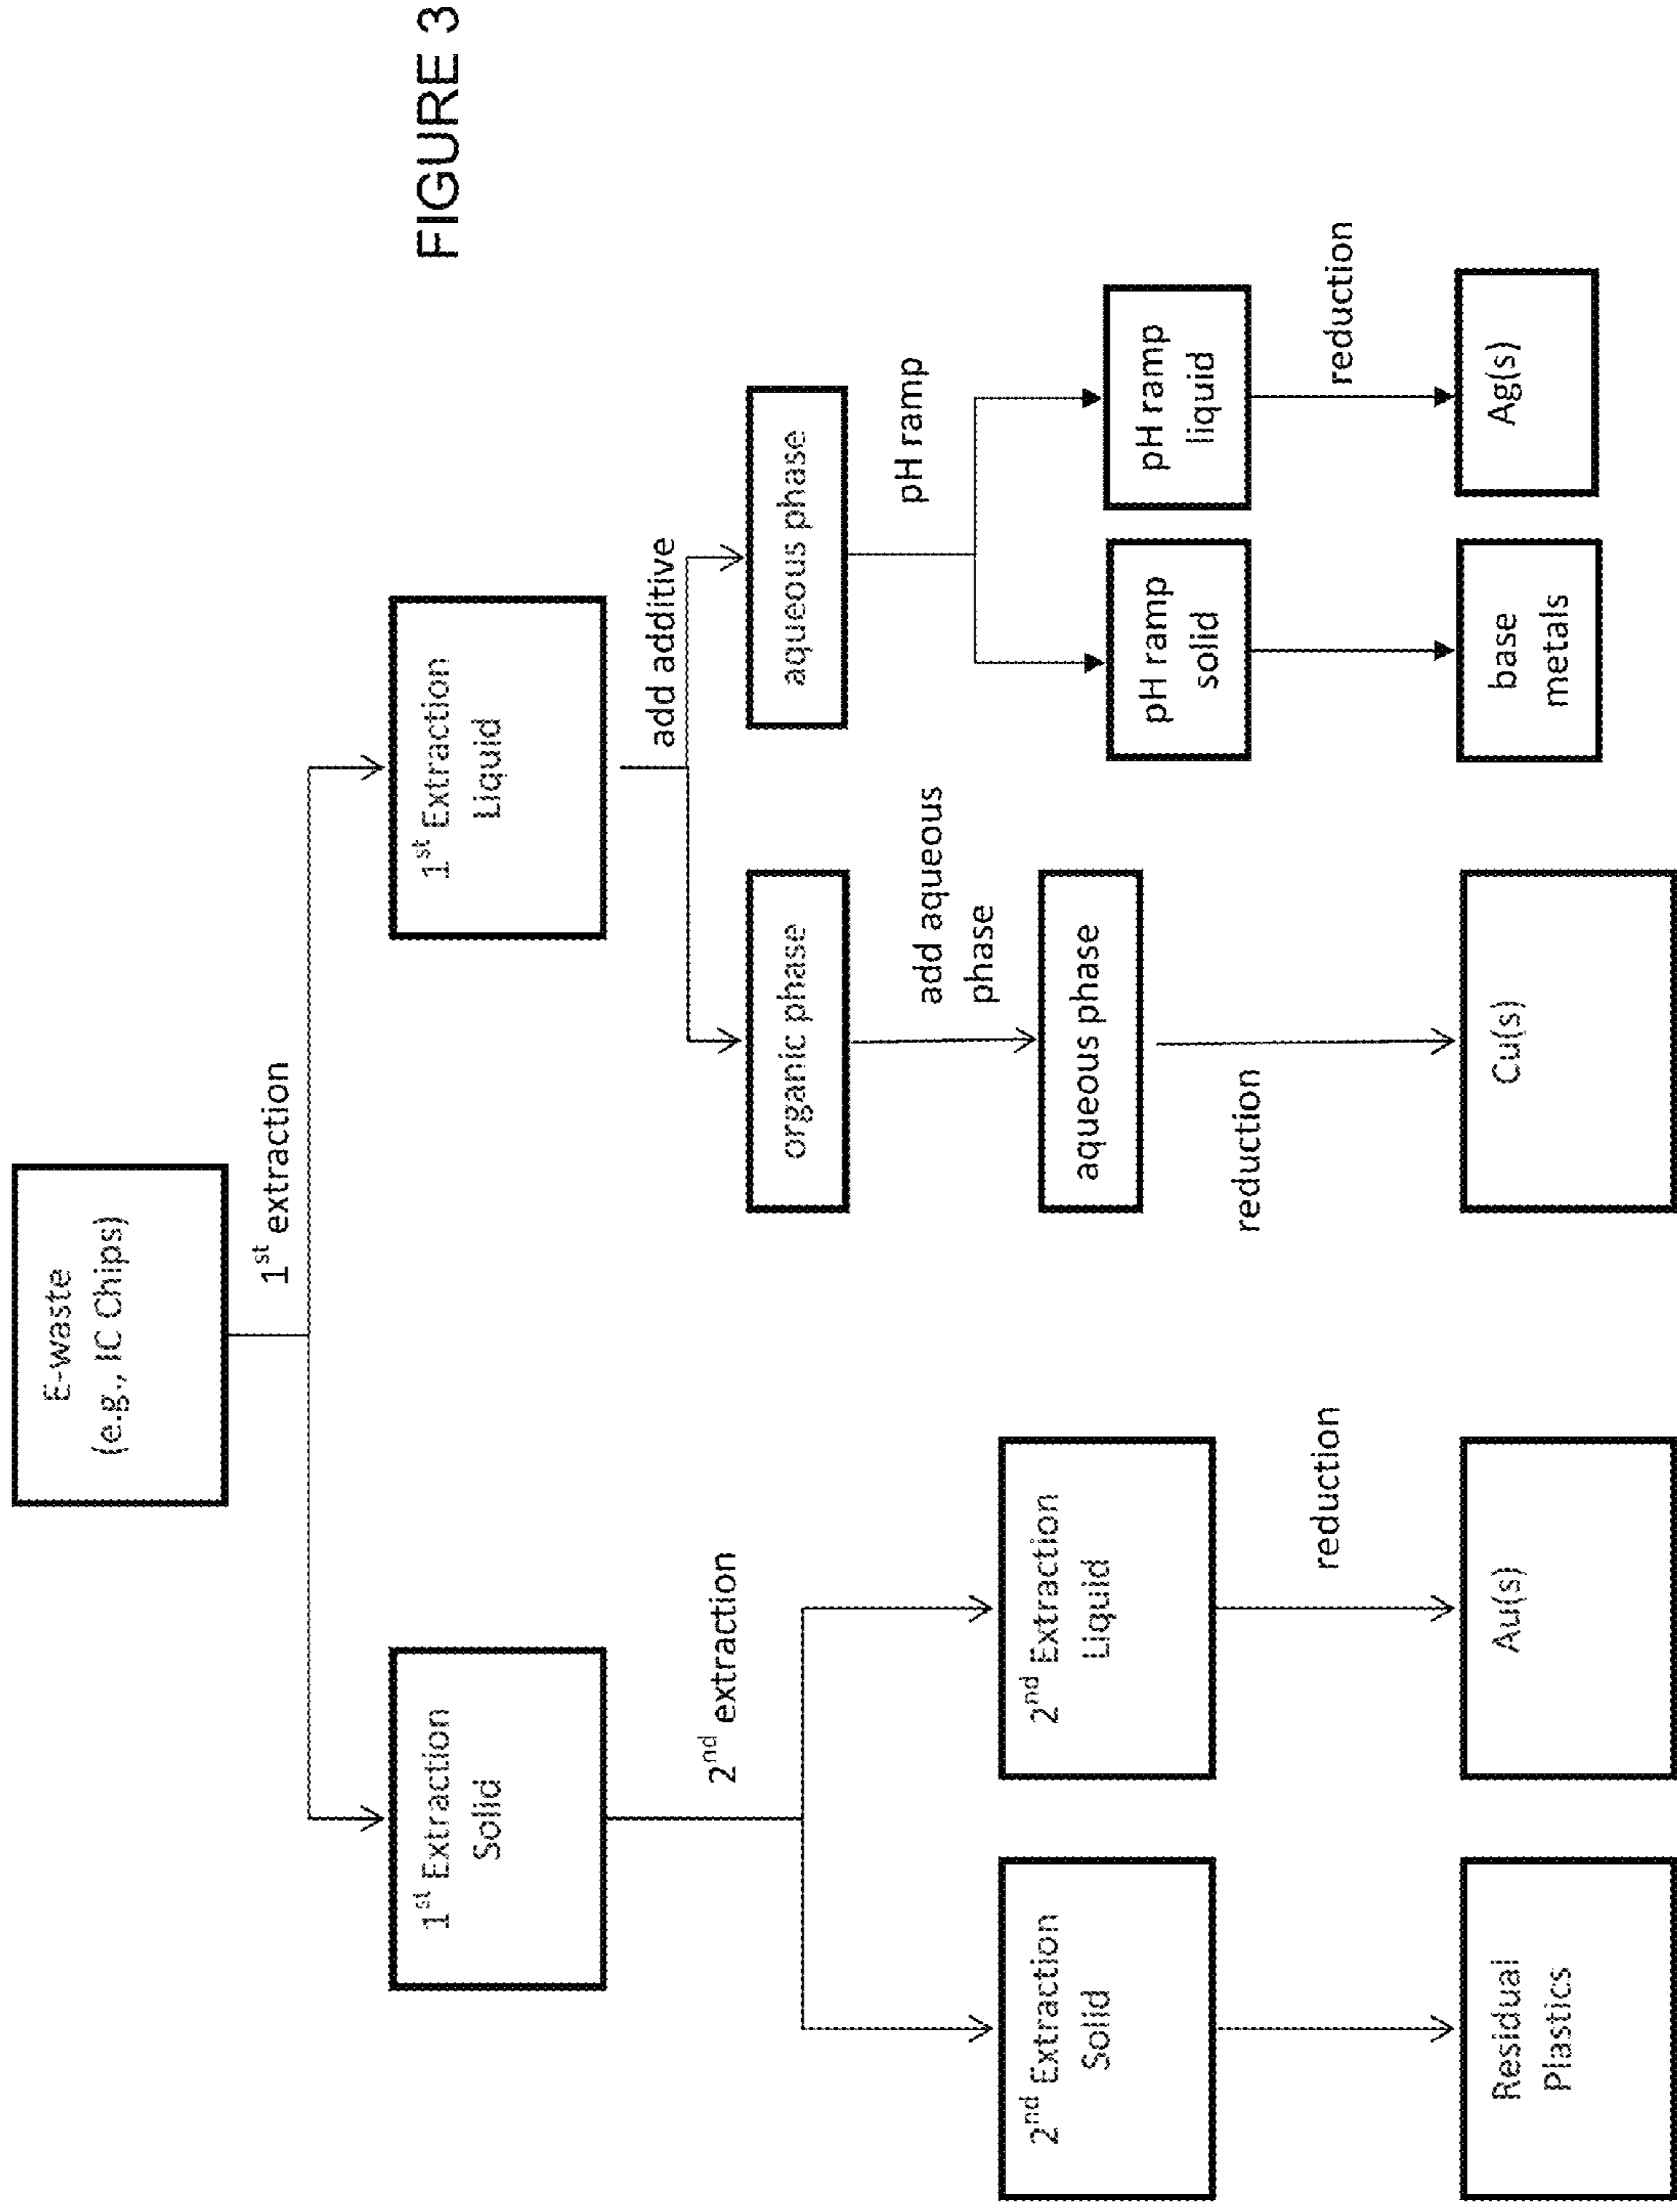 FIGURE 3
E-waste
(e.g., IC Chips)
1st extraction
1st Extraction
Solid
1st Extraction
Liquid
2nd extraction
add additive
organic phase
aqueous phase
add aqueous
phase
pH ramp
2nd Extraction
Solid
2nd Extraction
Liquid
aqueous phase
pH ramp
solid
pH ramp
liquid
reduction
reduction
reduction
Residual
Plastics
Au(s)
Cu(s)
base
metals
Ag(s)